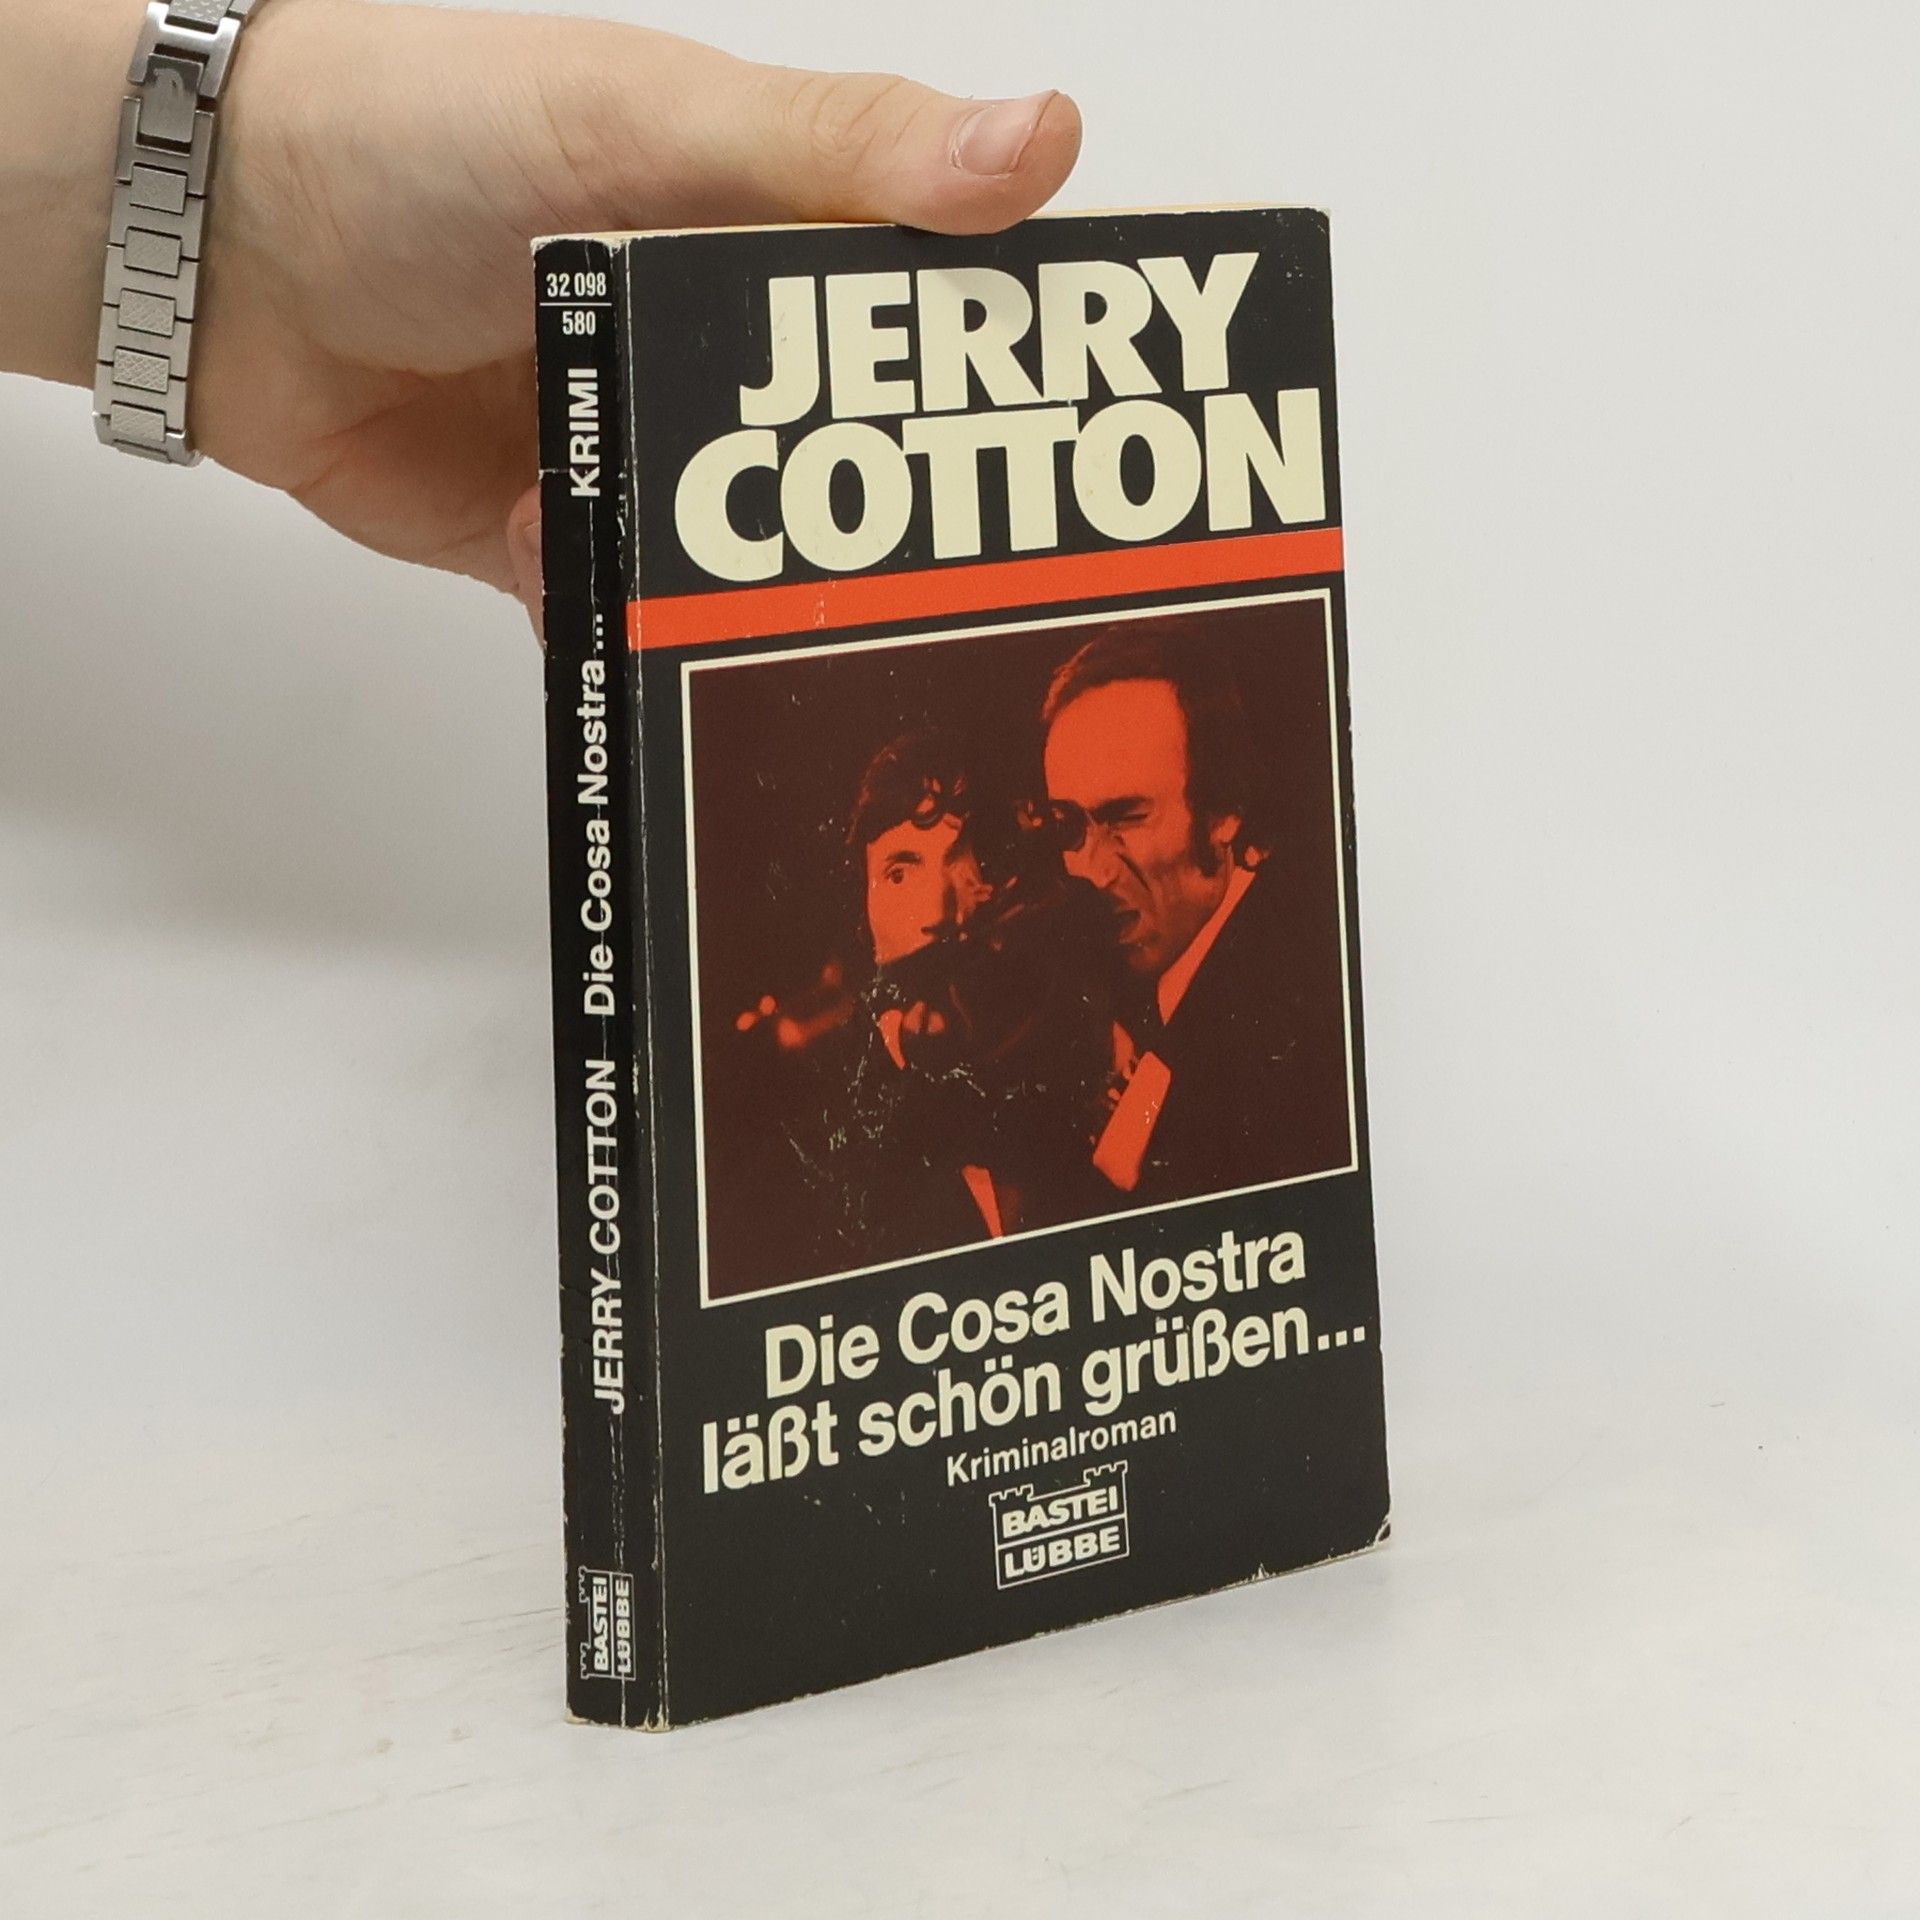 32 098
580
KRIMI
JERRY COTTON Die Cosa Nostra ...
BASTEI
LÜBBE
JERRY
COTTON
Die Cosa Nostra
läßt schön grüßen...
Kriminalroman
BASTEI
LÜBBE